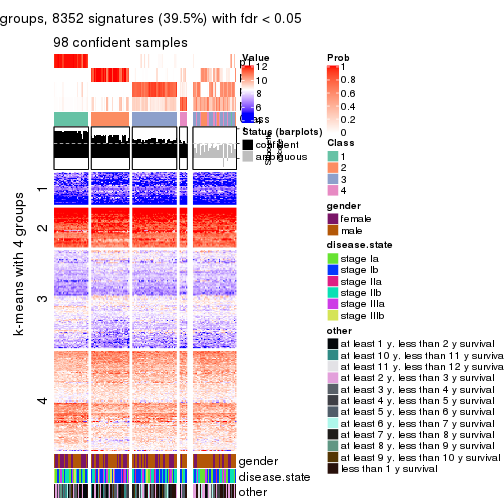 groups, 8352 signatures (39.5%) with fdr < 0.05
98 confident samples
k-means with 4 groups
1
2
3
4
gender
disease.state
other
Value
12
10
8
6
Class
Status (barplots)
confident
ambiguous
Prob
1
0.8
0.6
0.4
0.2
0
Class
1
2
3
4
gender
female
male
disease.state
stage Ia
stage Ib
stage IIa
stage IIb
stage IIIa
stage IIIb
other
at least 1 y. less than 2 y survival
at least 10 y. less than 11 y survival
at least 11 y. less than 12 y survival
at least 2 y. less than 3 y survival
at least 3 y. less than 4 y survival
at least 4 y. less than 5 y survival
at least 5 y. less than 6 y survival
at least 6 y. less than 7 y survival
at least 7 y. less than 8 y survival
at least 8 y. less than 9 y survival
at least 9 y. less than 10 y survival
less than 1 y survival